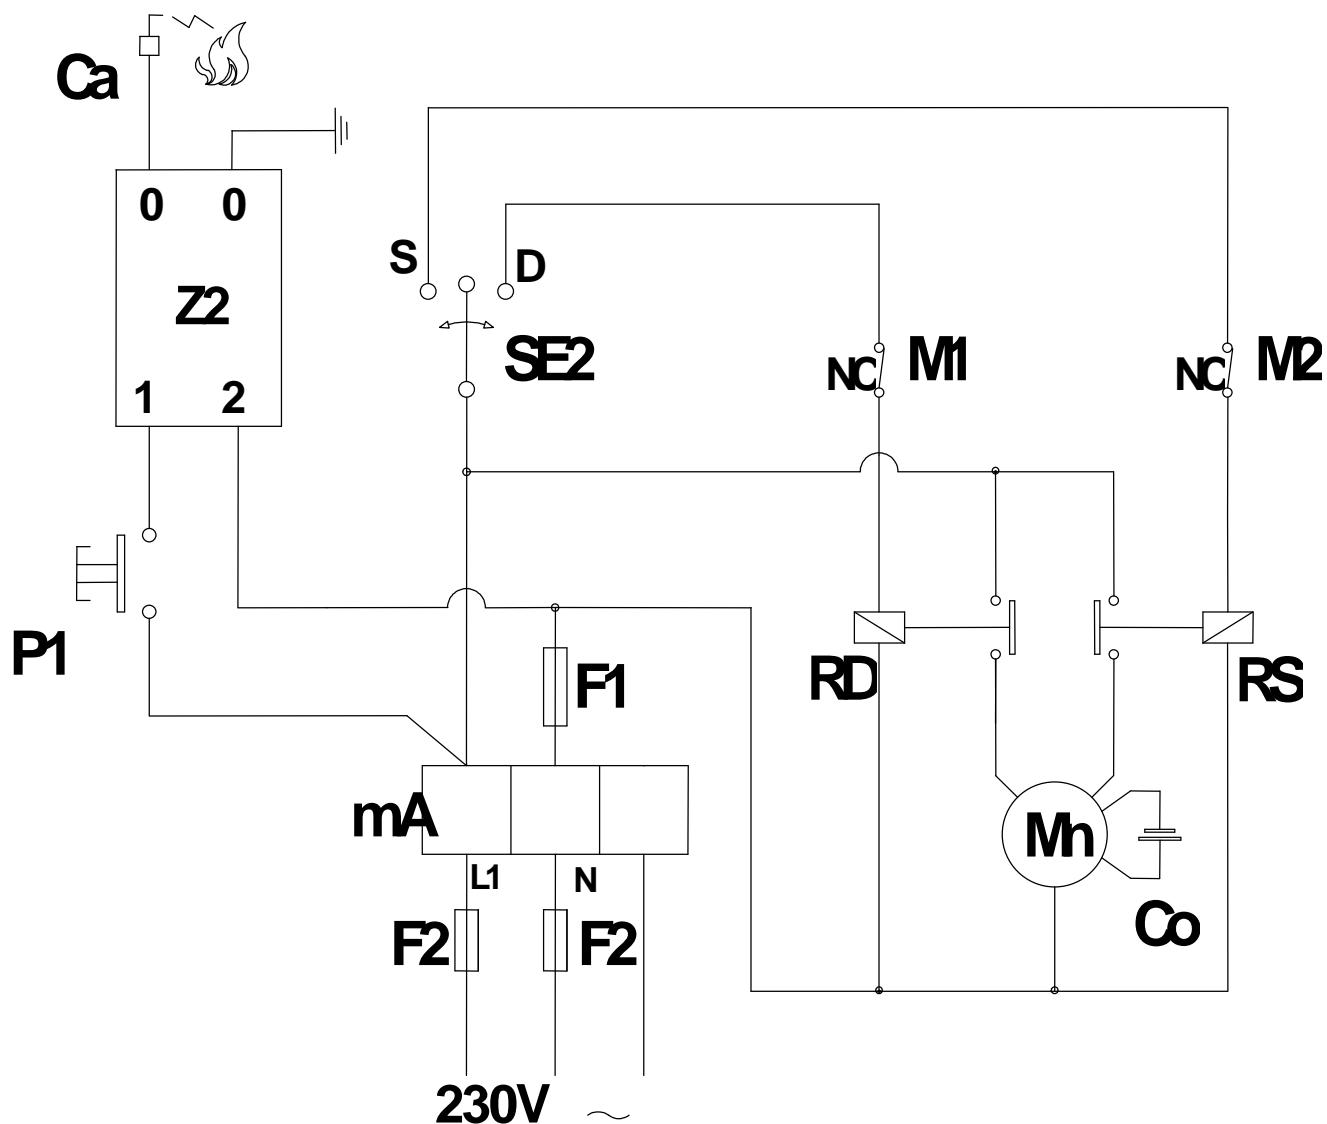 Ca
0 0
Z2
1 2
S D
SE2
NC M1
NC M2
P1
F1
RD
RS
mA
L1 N
Mn
F2 F2
Co
230V ~